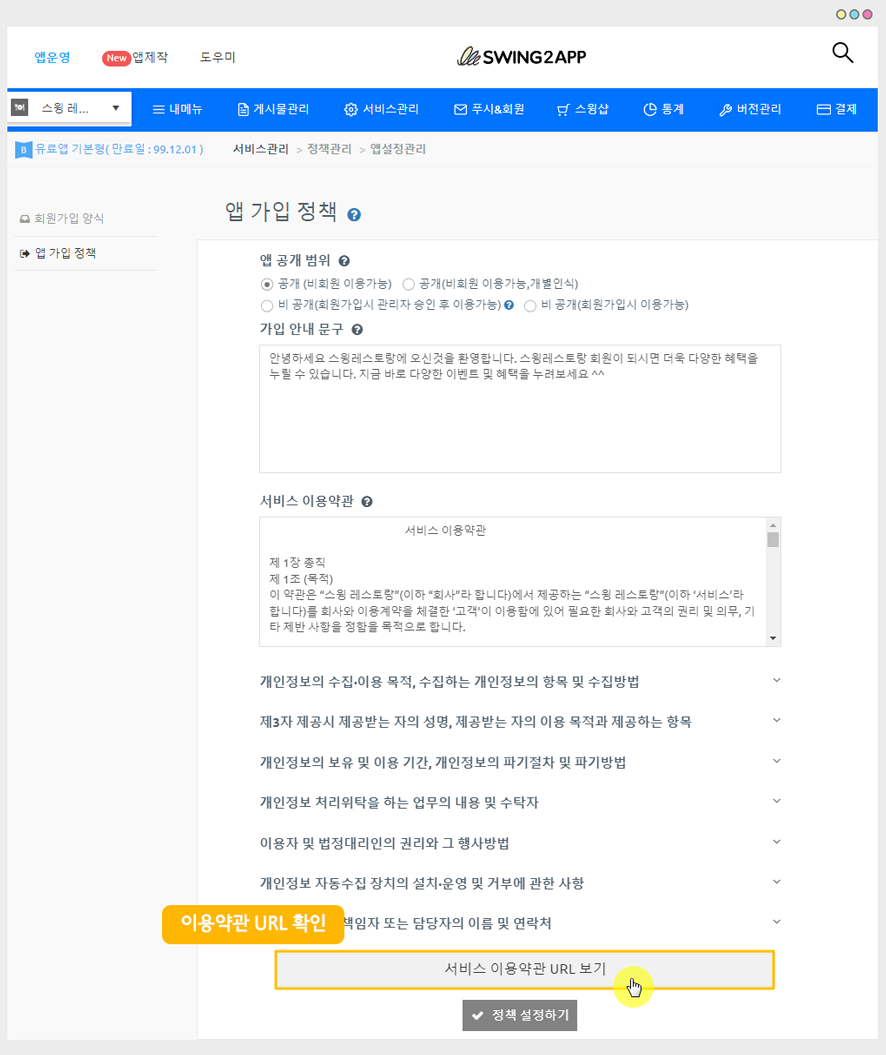 앱운영
New 앱제작
도우미
SWING2APP
스윙 레...
내메뉴
게시물관리
서비스관리
푸시&회원
스윙샵
통계
버전관리
결제
B 유료앱 기본형( 만료일 : 99.12.01 )
서비스관리 > 정책관리 > 앱설정관리
회원가입 양식
앱 가입 정책
앱 가입 정책 ?
앱 공개 범위 ?
공개 (비회원 이용가능) 공개(비회원 이용가능,개별인식)
비 공개(회원가입시 관리자 승인 후 이용가능) ? 비 공개(회원가입시 이용가능)
가입 안내 문구 ?
안녕하세요 스윙레스토랑에 오신것을 환영합니다. 스윙레스토랑 회원이 되시면 더욱 다양한 혜택을
누릴 수 있습니다. 지금 바로 다양한 이벤트 및 혜택을 누려보세요 ^^
서비스 이용약관 ?
서비스 이용약관
제 1장 총칙
제 1조 (목적)
이 약관은 “스윙 레스토랑”(이하 “회사”라 합니다)에서 제공하는 “스윙 레스토랑”(이하 ‘서비스’라
합니다)를 회사와 이용계약을 체결한 ‘고객’이 이용함에 있어 필요한 회사와 고객의 권리 및 의무, 기
타 제반 사항을 정함을 목적으로 합니다.
개인정보의 수집·이용 목적, 수집하는 개인정보의 항목 및 수집방법
제3자 제공시 제공받는 자의 성명, 제공받는 자의 이용 목적과 제공하는 항목
개인정보의 보유 및 이용 기간, 개인정보의 파기절차 및 파기방법
개인정보 처리위탁을 하는 업무의 내용 및 수탁자
이용자 및 법정대리인의 권리와 그 행사방법
개인정보 자동수집 장치의 설치·운영 및 거부에 관한 사항
이용약관 URL 확인
책임자 또는 담당자의 이름 및 연락처
서비스 이용약관 URL 보기
정책 설정하기